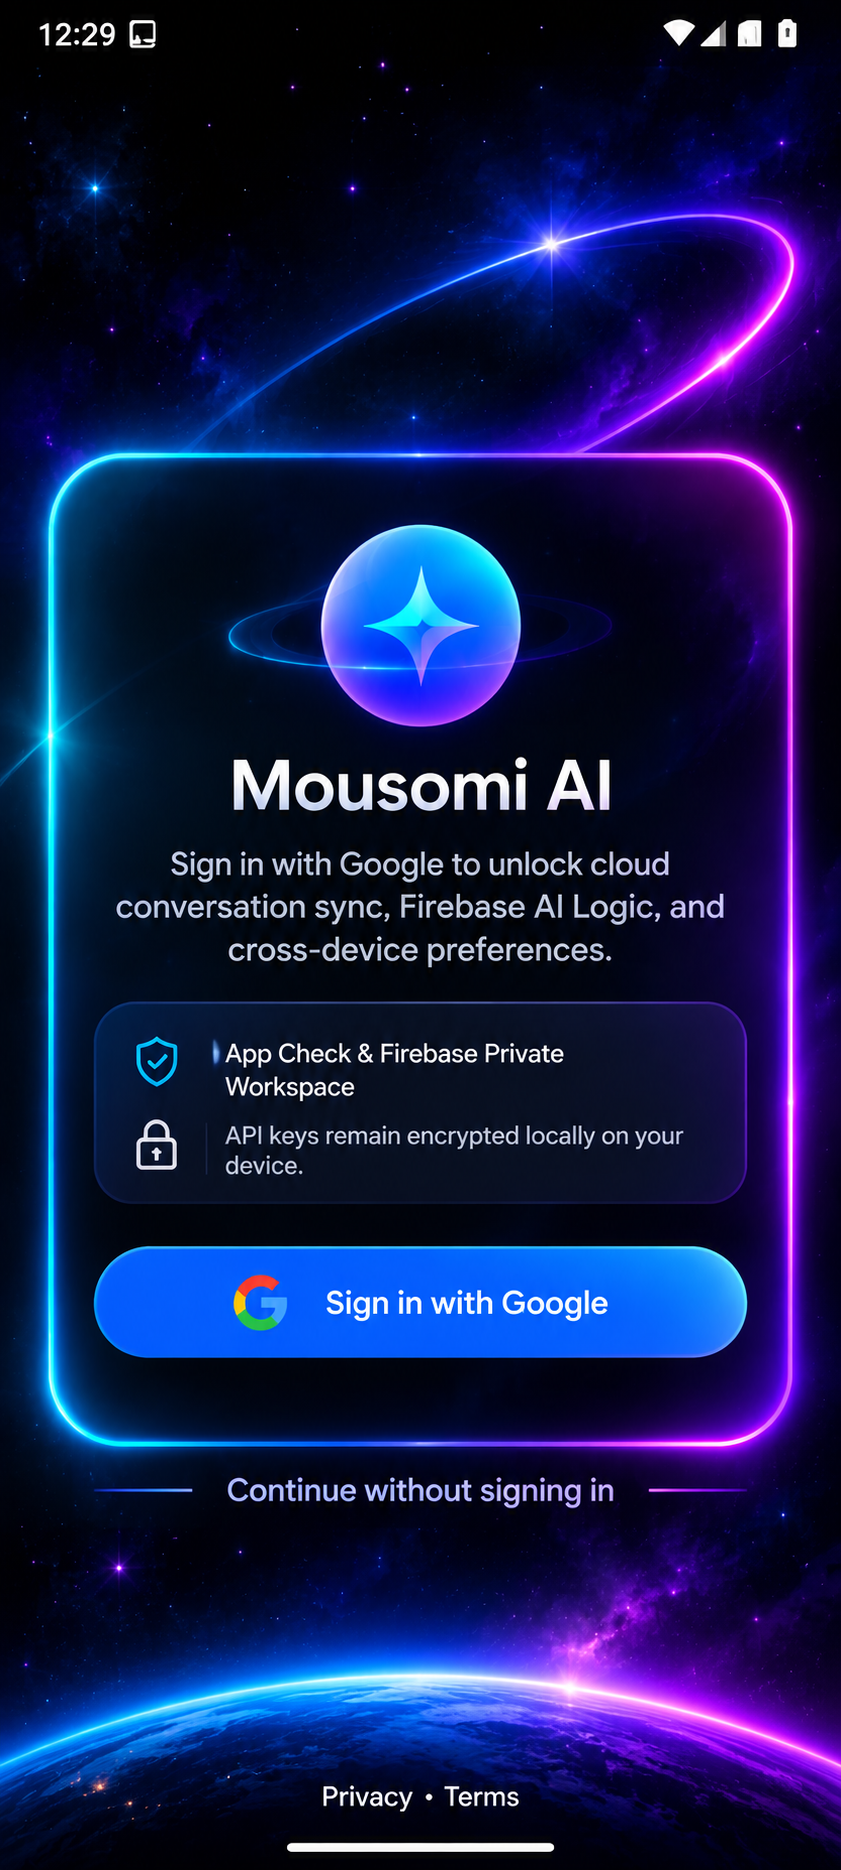 12:29
Mousomi AI
Sign in with Google to unlock cloud
conversation sync, Firebase AI Logic, and
cross-device preferences.
App Check & Firebase Private
Workspace
API keys remain encrypted locally on your
device.
Sign in with Google
Continue without signing in
Privacy • Terms